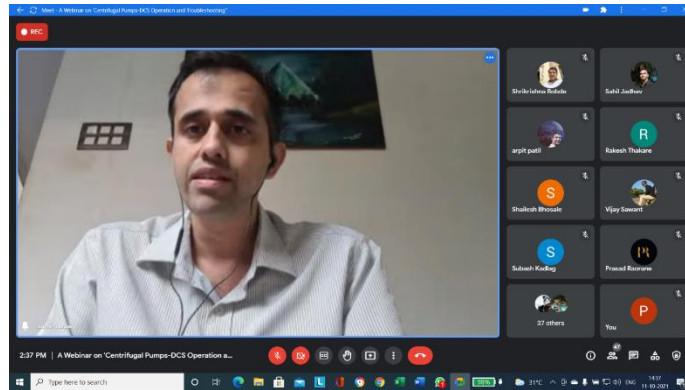 Meet - A Webinar on 'Centrifugal Pumps-DCS Operation and Troubleshooting'
REC
Shrikrishna Bobde
Sahil Jadhav
arpit patil
R
Rakesh Thakare
S
Shailesh Bhosale
Vijay Sawant
S
Subash Kadlag
PR
Prasad Raorane
37 others
P
You
2:37 PM | A Webinar on 'Centrifugal Pumps-DCS Operation a...
47
Type here to search
31°C
ENG
14:37
11-10-2021